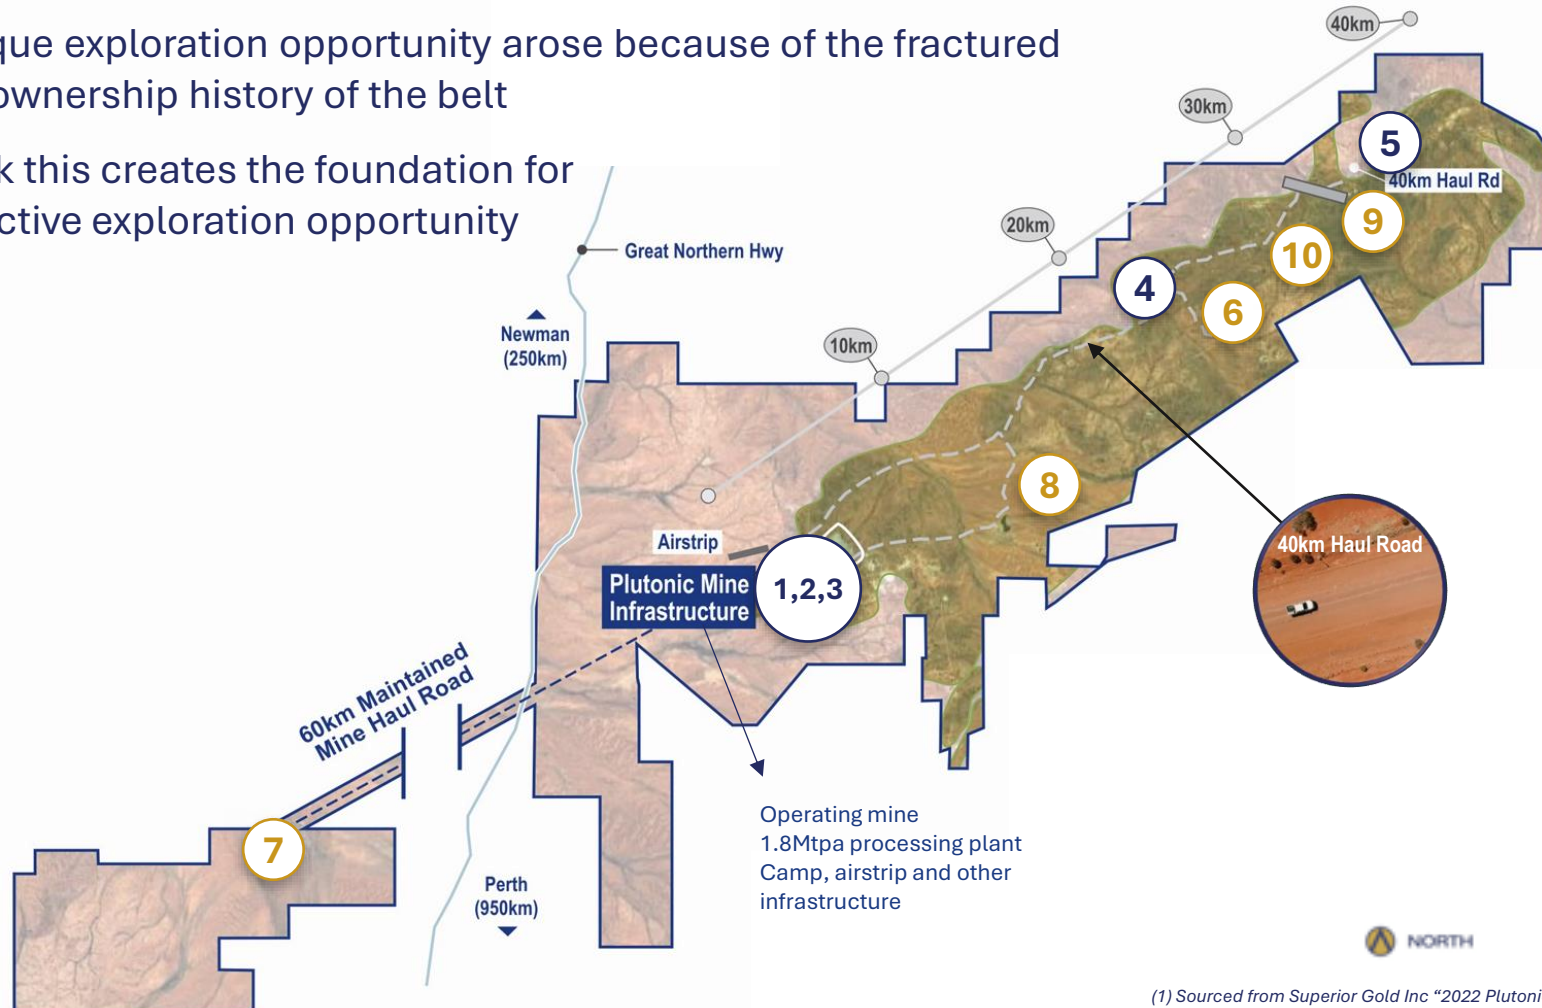 que exploration opportunity arose because of the fractured
ownership history of the belt
k this creates the foundation for
ctive exploration opportunity
40km
30km
20km
10km
5
40km Haul Rd
9
10
4
6
8
Great Northern Hwy
Newman
(250km)
Airstrip
Plutonic Mine
Infrastructure
1,2,3
40km Haul Road
60km Maintained
Mine Haul Road
7
Perth
(950km)
Operating mine
1.8Mtpa processing plant
Camp, airstrip and other
infrastructure
NORTH
(1) Sourced from Superior Gold Inc “2022 Plutoni